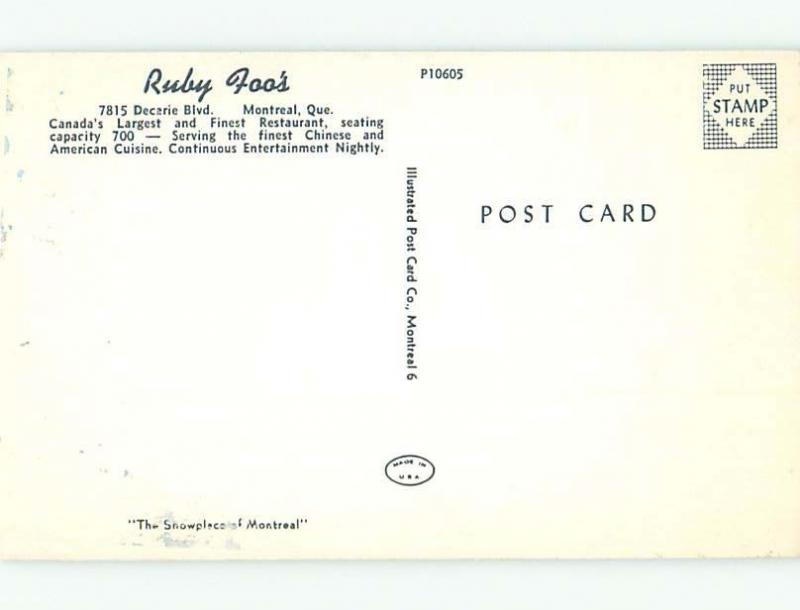 Ruby Foo's
7815 Decarie Blvd. Montreal, Que.
Canada's Largest and Finest Restaurant, seating
capacity 700 — Serving the finest Chinese and
American Cuisine. Continuous Entertainment Nightly.
"The Snowplace of Montreal"
P10605
Illustrated Post Card Co., Montreal 6
MADE IN
USA
PUT
STAMP
HERE
POST CARD